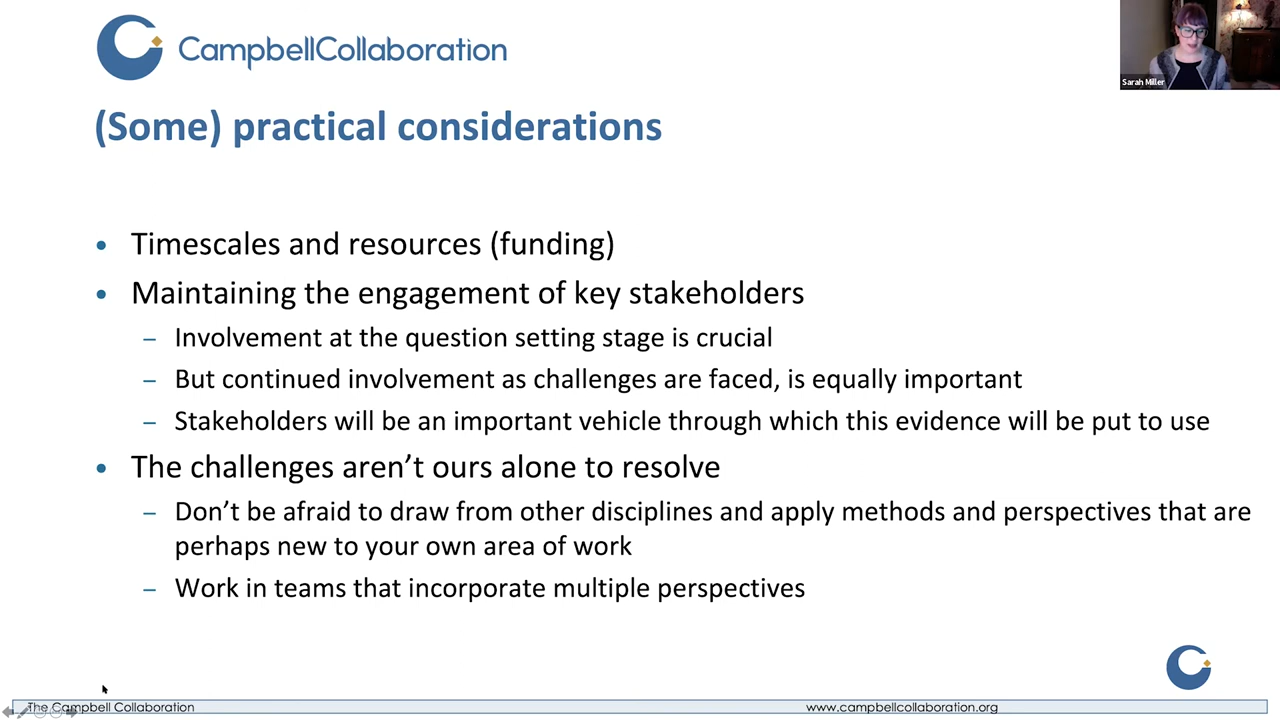 CampbellCollaboration
Sarah Miller
(Some) practical considerations
• Timescales and resources (funding)
• Maintaining the engagement of key stakeholders
– Involvement at the question setting stage is crucial
– But continued involvement as challenges are faced, is equally important
– Stakeholders will be an important vehicle through which this evidence will be put to use
• The challenges aren’t ours alone to resolve
– Don’t be afraid to draw from other disciplines and apply methods and perspectives that are
perhaps new to your own area of work
– Work in teams that incorporate multiple perspectives
The Campbell Collaboration
www.campbellcollaboration.org